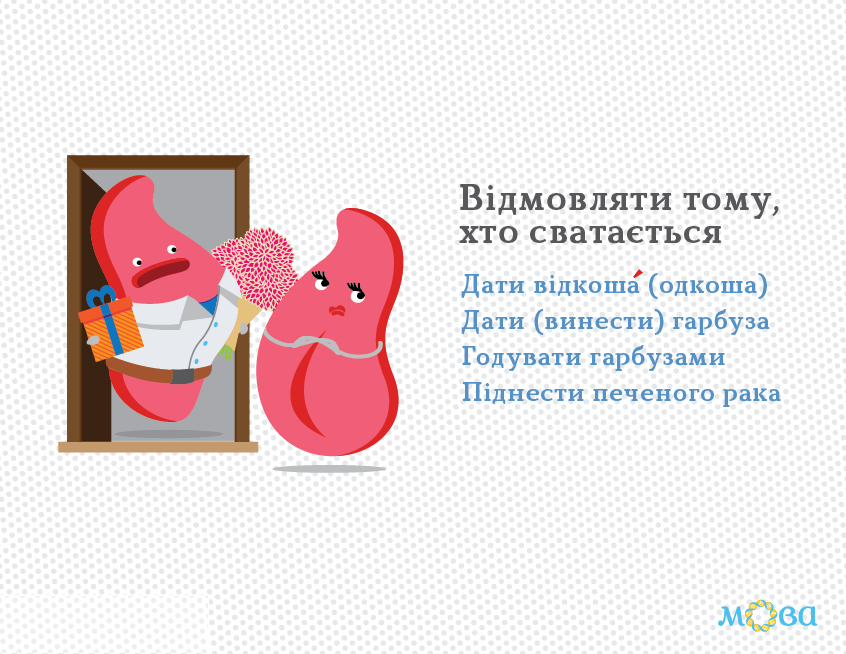 Відмовляти тому,
хто сватається
Дати відкоша́ (одкоша)
Дати (винести) гарбуза
Годувати гарбузами
Піднести печеного рака
мова